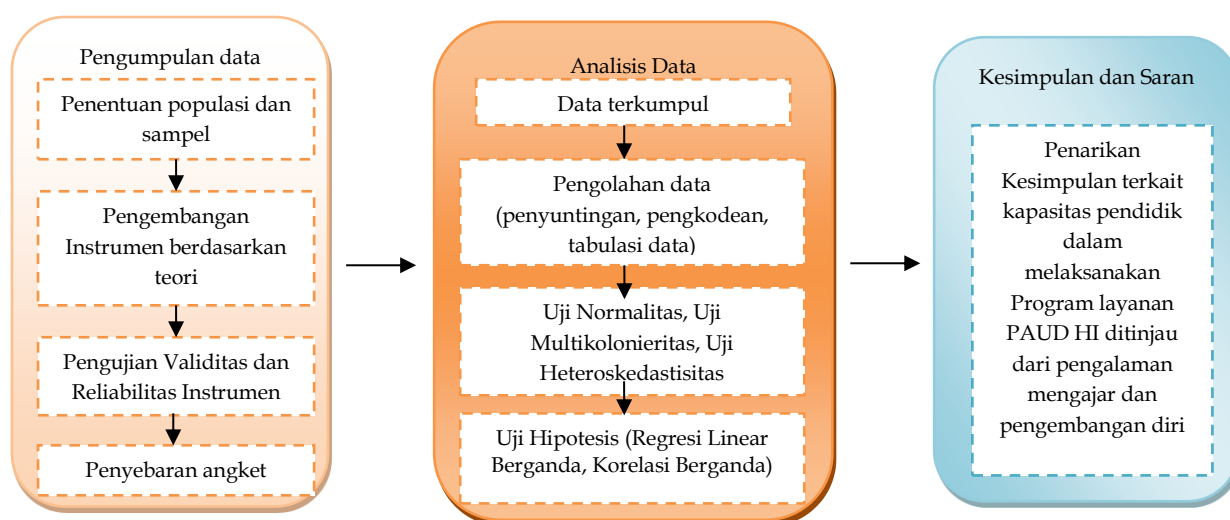 Pengumpulan data
Penentuan populasi dan
sampel
Pengembangan
Instrumen berdasarkan
teori
Pengujian Validitas dan
Reliabilitas Instrumen
Penyebaran angket
Analisis Data
Data terkumpul
Pengolahan data
(penyuntingan, pengkodean,
tabulasi data)
Uji Normalitas, Uji
Multikolonieritas, Uji
Heteroskedastisitas
Uji Hipotesis (Regresi Linear
Berganda, Korelasi Berganda)
Kesimpulan dan Saran
Penarikan
Kesimpulan terkait
kapasitas pendidik
dalam
melaksanakan
Program layanan
PAUD HI ditinjau
dari pengalaman
mengajar dan
pengembangan diri